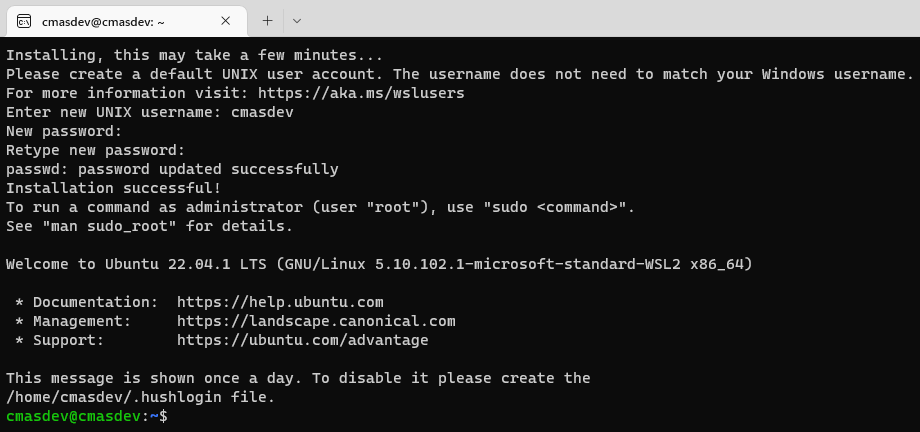 cmasdev@cmasdev: ~
Installing, this may take a few minutes...
Please create a default UNIX user account. The username does not need to match your Windows username.
For more information visit: https://aka.ms/wslusers
Enter new UNIX username: cmasdev
New password:
Retype new password:
passwd: password updated successfully
Installation successful!
To run a command as administrator (user "root"), use "sudo <command>".
See "man sudo_root" for details.
Welcome to Ubuntu 22.04.1 LTS (GNU/Linux 5.10.102.1-microsoft-standard-WSL2 x86_64)
* Documentation:  https://help.ubuntu.com
* Management:     https://landscape.canonical.com
* Support:        https://ubuntu.com/advantage
This message is shown once a day. To disable it please create the
/home/cmasdev/.hushlogin file.
cmasdev@cmasdev:~$